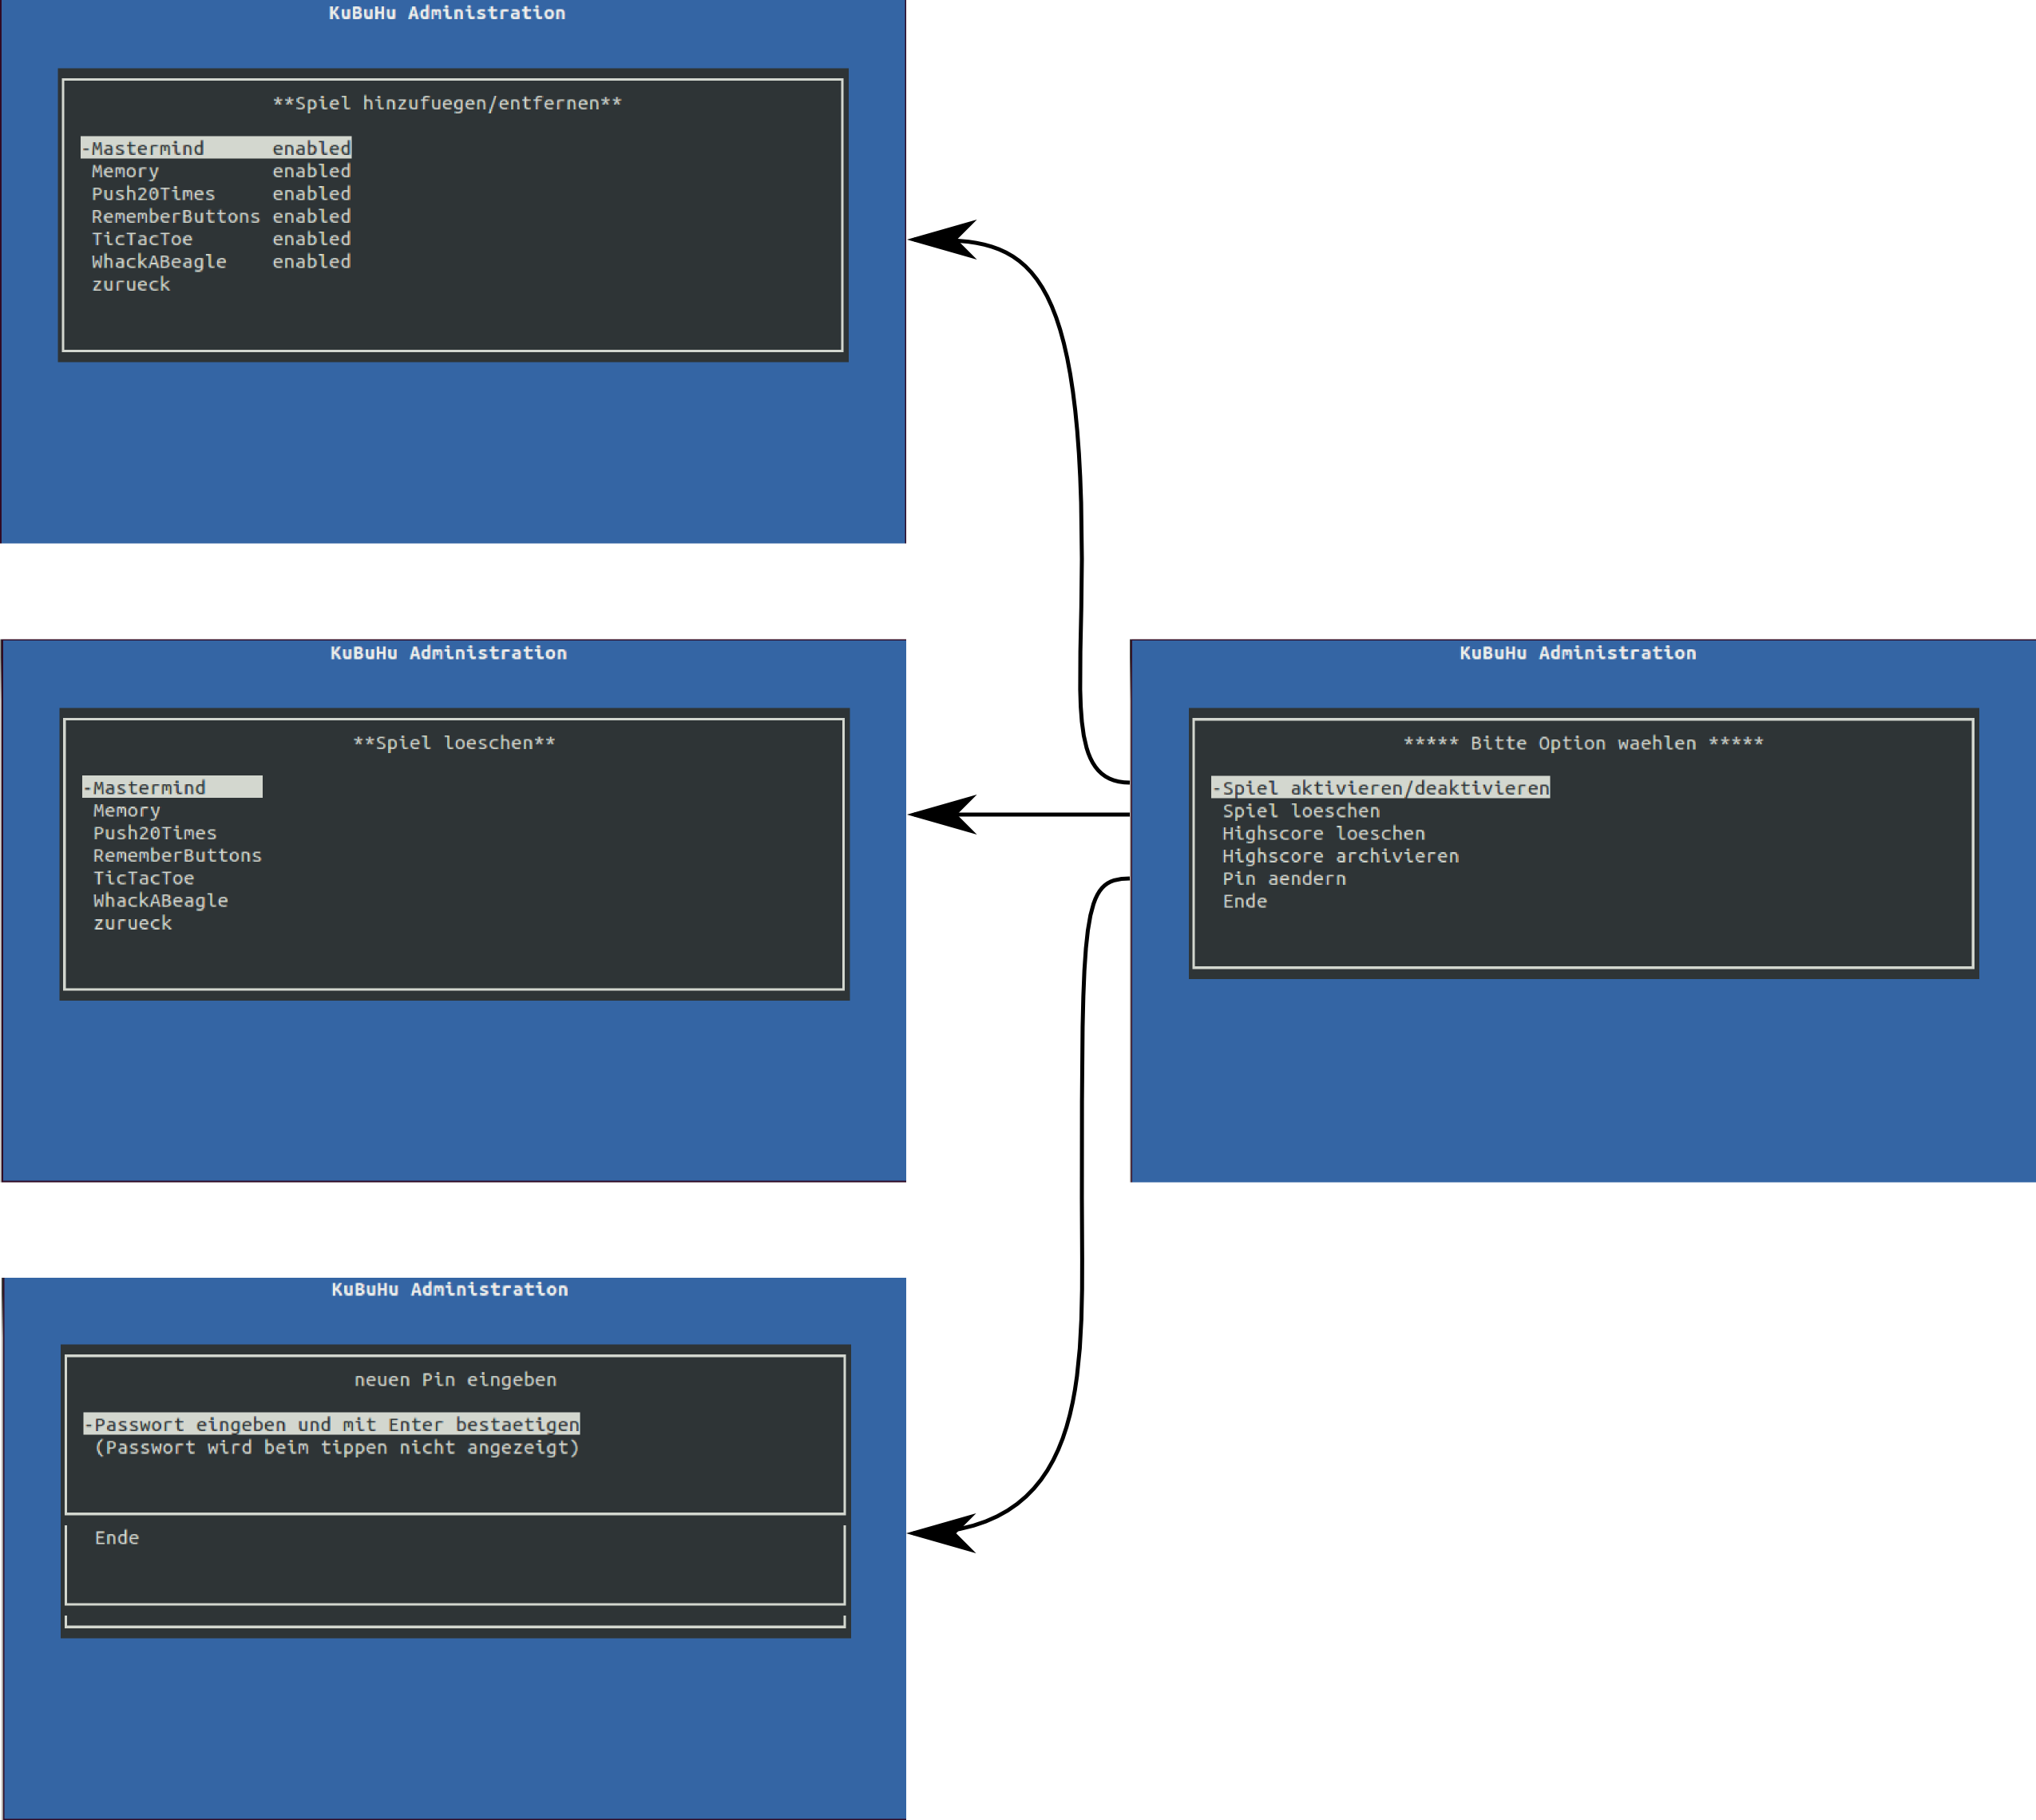 KuBuHu Administration
**Spiel hinzufuegen/entfernen**
-Mastermind enabled
Memory enabled
Push20Times enabled
RememberButtons enabled
TicTacToe enabled
WhackABeagle enabled
zurueck
KuBuHu Administration
**Spiel loeschen**
-Mastermind
Memory
Push20Times
RememberButtons
TicTacToe
WhackABeagle
zurueck
KuBuHu Administration
***** Bitte Option waehlen *****
-Spiel aktivieren/deaktivieren
Spiel loeschen
Highscore loeschen
Highscore archivieren
Pin aendern
Ende
KuBuHu Administration
neuen Pin eingeben
-Passwort eingeben und mit Enter bestaetigen
(Passwort wird beim tippen nicht angezeigt)
Ende